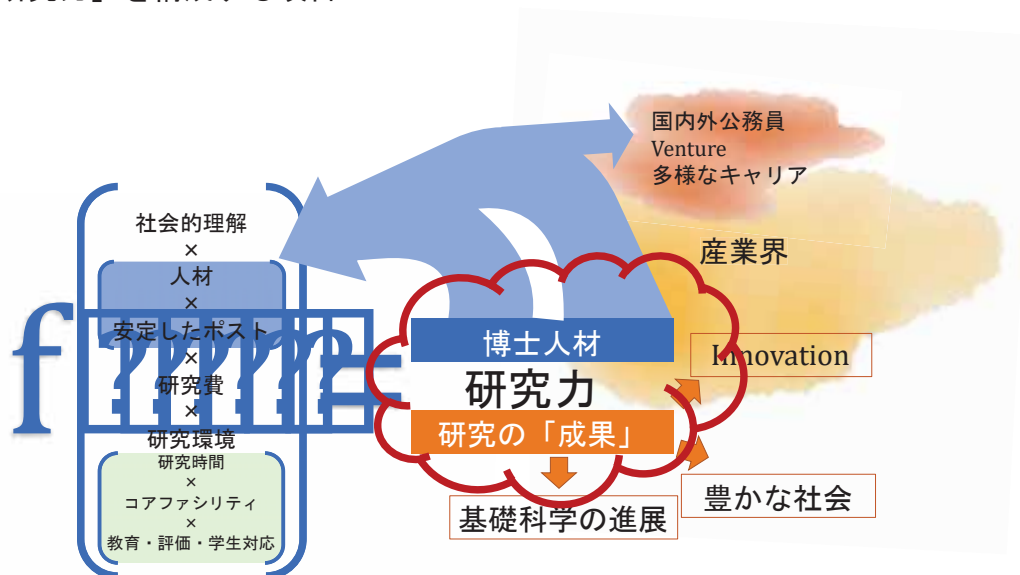 国内外公務員
Venture
多様なキャリア
産業界
社会的理解
×
人材
×
安定したポスト
×
研究費
×
研究環境
研究時間
×
コアファシリティ
×
教育・評価・学生対応
f
??????=
博士人材
研究力
研究の「成果」
Innovation
豊かな社会
基礎科学の進展